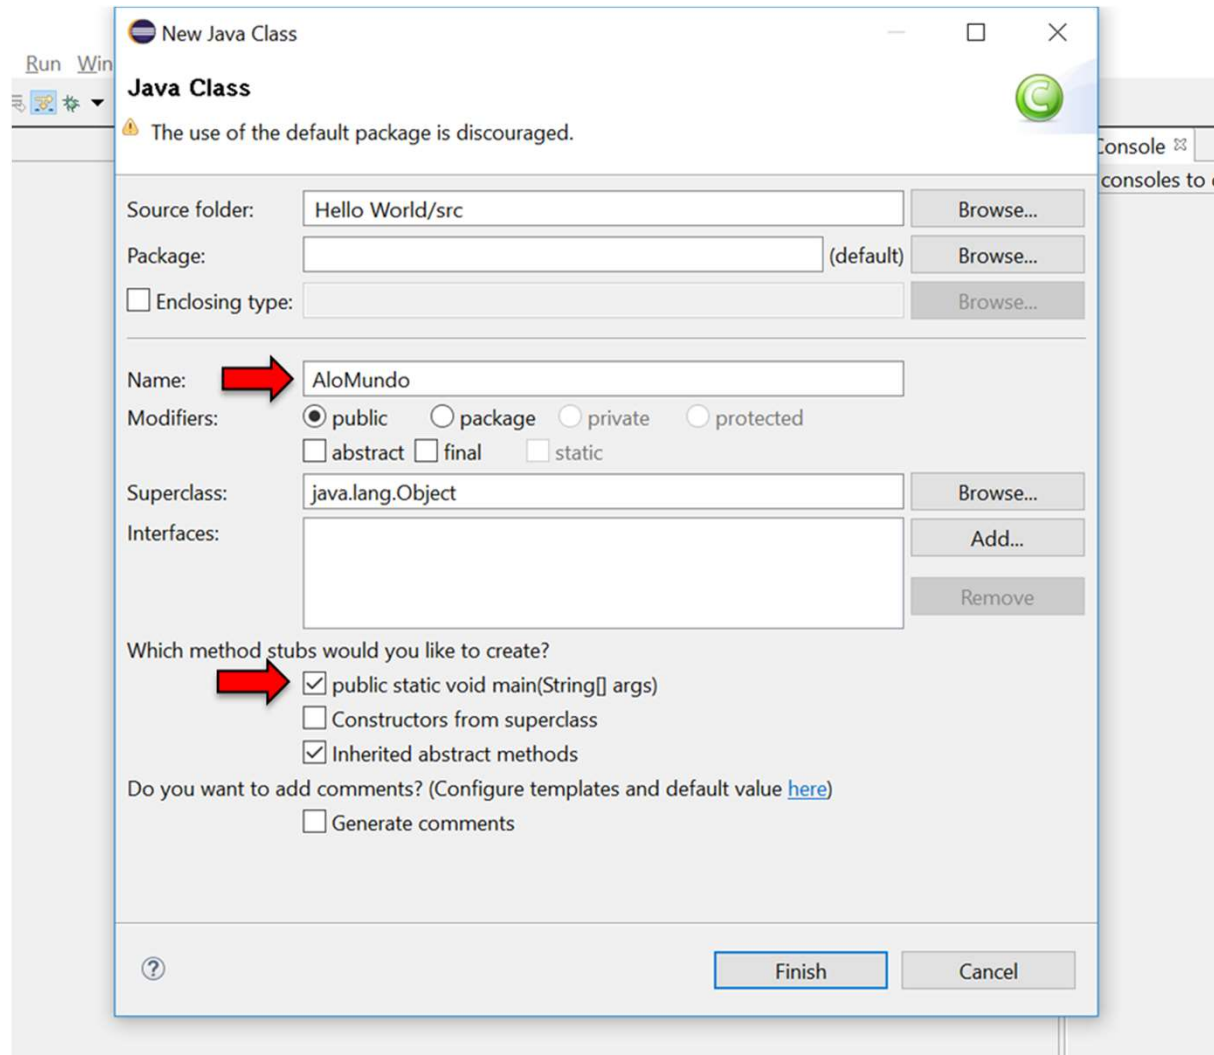 New Java Class
Run Win
Java Class
The use of the default package is discouraged.
Console
consoles to
Source folder: Hello World/src Browse...
Package: (default) Browse...
Enclosing type: Browse...
Name: AloMundo
Modifiers: public package private protected
abstract final static
Superclass: java.lang.Object Browse...
Interfaces: Add...
Remove
Which method stubs would you like to create?
public static void main(String[] args)
Constructors from superclass
Inherited abstract methods
Do you want to add comments? (Configure templates and default value here)
Generate comments
Finish Cancel